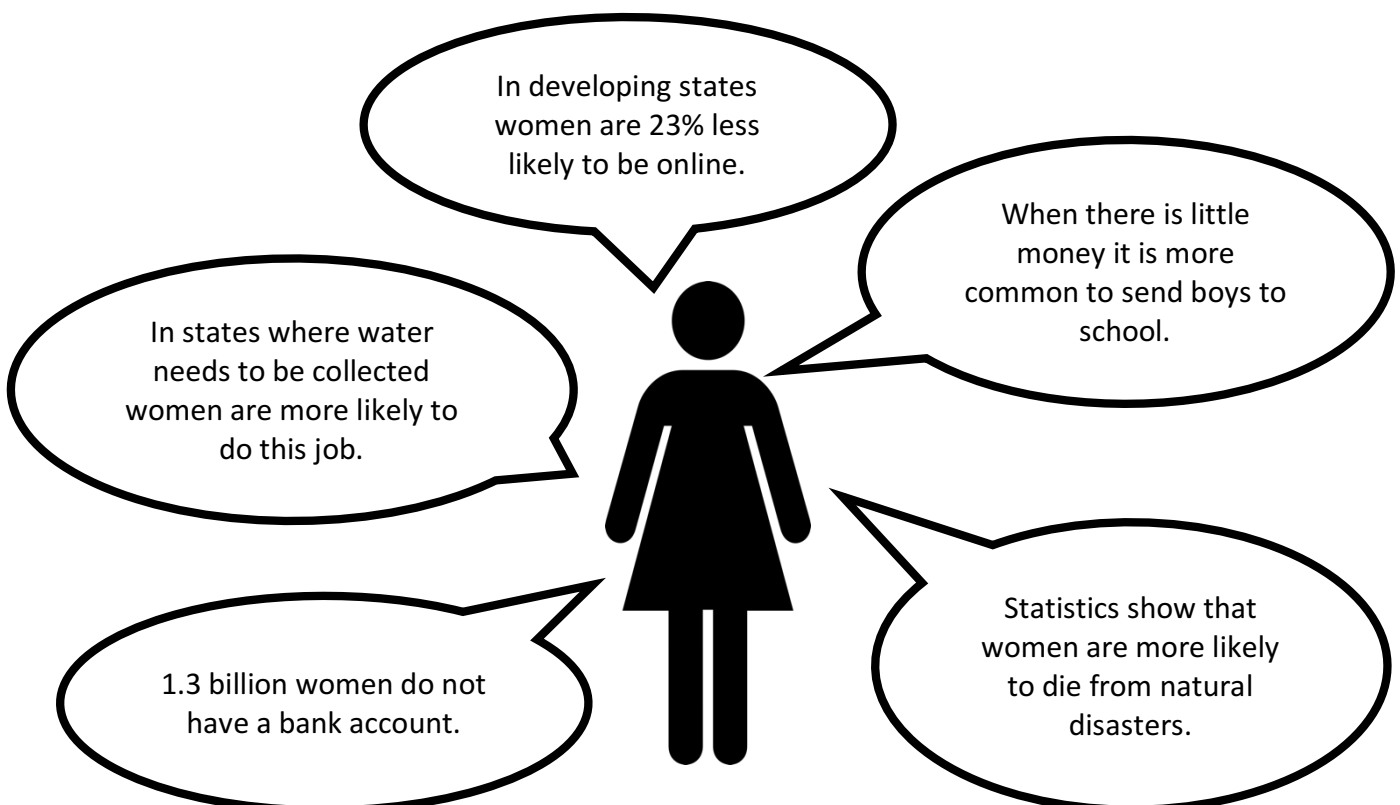 In developing states
women are 23% less
likely to be online.
When there is little
money it is more
common to send boys to
school.
In states where water
needs to be collected
women are more likely to
do this job.
Statistics show that
women are more likely
to die from natural
disasters.
1.3 billion women do not
have a bank account.